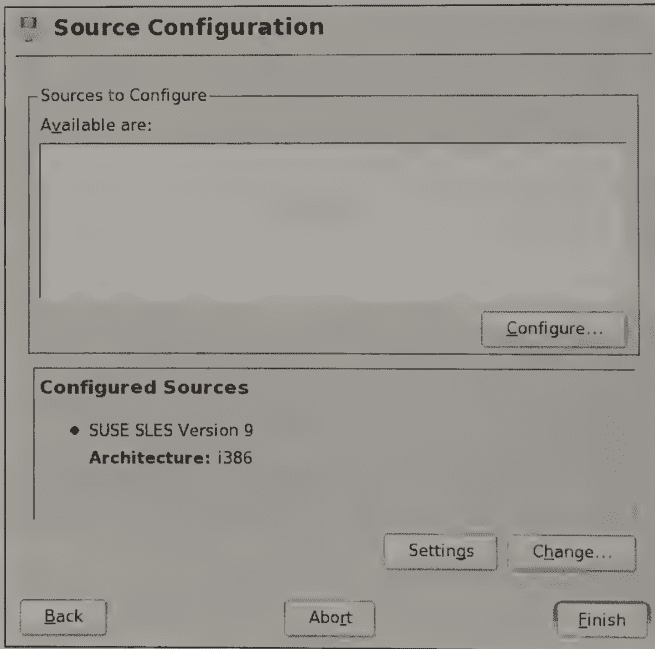 Source Configuration
Sources to Configure
Available are:
Configure...
Configured Sources
• SUSE SLES Version 9
Architecture: i386
Settings
Change...
Back
Abort
Finish